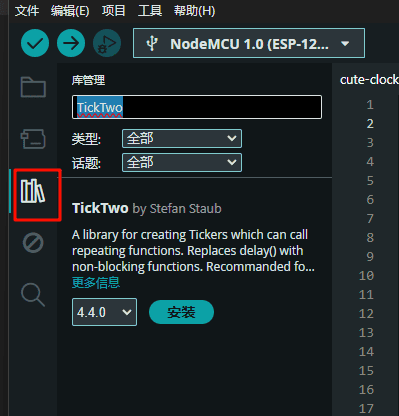 文件 编辑(E) 项目 工具 帮助(H)
NodeMCU 1.0 (ESP-12...
库管理
cute-clock
TickTwo
类型: 全部
话题: 全部
TickTwo by Stefan Staub
A library for creating Tickers which can call
repeating functions. Replaces delay() with
non-blocking functions. Recommanded fo...
更多信息
4.4.0 安装
1
2
3
4
5
6
7
8
9
10
11
12
13
14
15
16
17